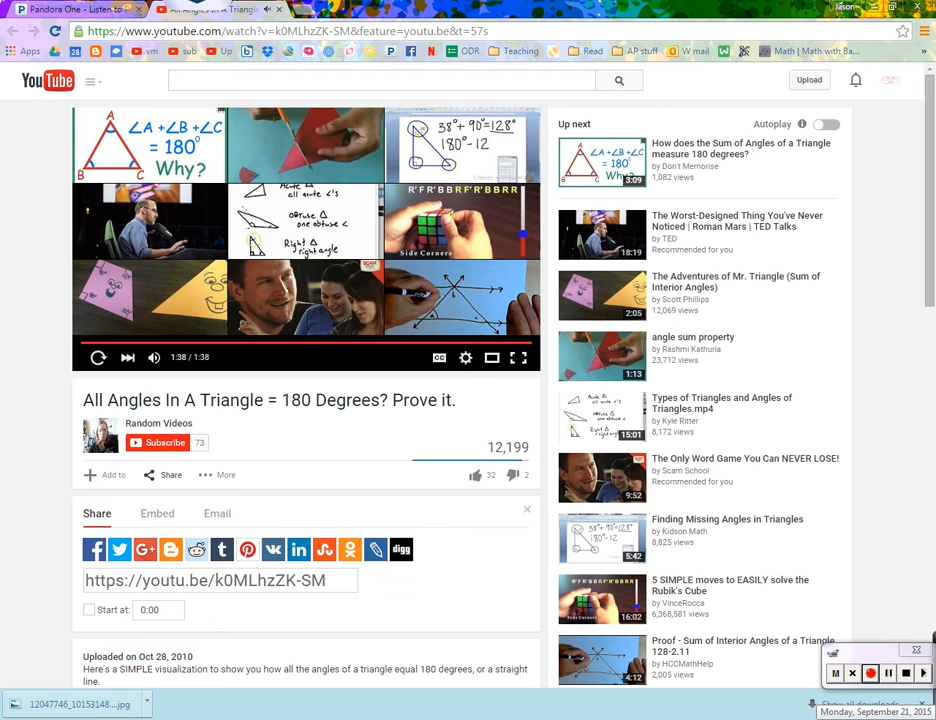 Jason
Pandora One - Listen to
All Angles In A Triangle
https://www.youtube.com/watch?v=k0MLhzZK-SM&feature=youtu.be&t=57s
Apps 28 vm sub Up N ODR Teaching Read AP stuff W mail Math | Math with Ba... »
YouTube
Upload
A
B
C
∠A +∠B +∠C
= 180°
Why?
38°+ 90°=128°
180°-12
Acute △
all acute <'s
obtuse △
one obtuse <
Right △
right angle
R'F R'B B R F'R'B B R R
Side Corners
SCAM
1:38 / 1:38
CC
All Angles In A Triangle = 180 Degrees? Prove it.
Random Videos
Subscribe 73
12,199
Add to Share More 32 2
Share Embed Email
digg
https://youtu.be/k0MLhzZK-SM
Start at: 0:00
Uploaded on Oct 28, 2010
Here's a SIMPLE visualization to show you how all the angles of a triangle equal 180 degrees, or a straight
line.
Up next Autoplay
How does the Sum of Angles of a Triangle
measure 180 degrees?
by Don't Memorise
1,082 views
3:09
The Worst-Designed Thing You've Never
Noticed | Roman Mars | TED Talks
by TED
Recommended for you
18:19
The Adventures of Mr. Triangle (Sum of
Interior Angles)
by Scott Phillips
12,069 views
2:05
angle sum property
by Rashmi Kathuria
23,712 views
1:13
Types of Triangles and Angles of
Triangles.mp4
by Kyle Ritter
8,172 views
15:01
The Only Word Game You Can NEVER LOSE!
by Scam School
Recommended for you
9:52
Finding Missing Angles in Triangles
by Kidson Math
8,825 views
5:42
5 SIMPLE moves to EASILY solve the
Rubik's Cube
by VinceRocca
6,368,581 views
16:02
Proof - Sum of Interior Angles of a Triangle
128-2.11
by HCCMathHelp
2,005 views
4:12
M
12047746_10153148....jpg
Show all downloads...
Monday, September 21, 2015